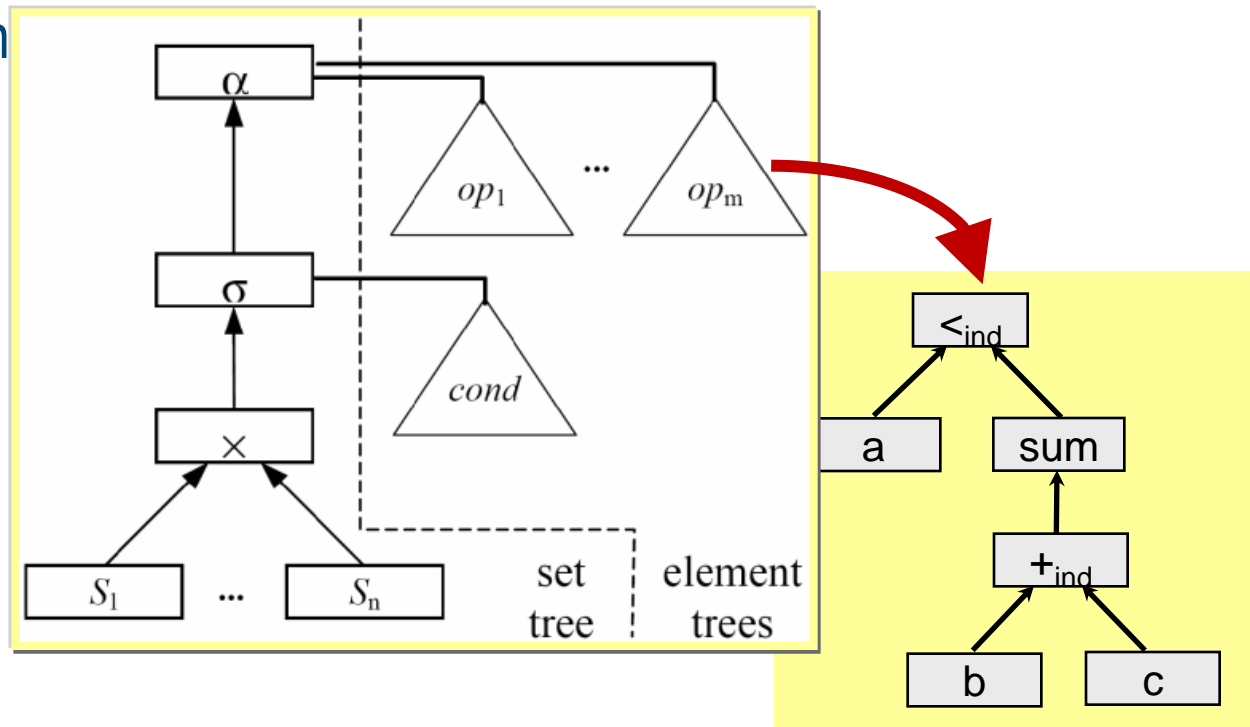 n
α
op1 ... opm
σ
cond
×
S1 ... Sn
set element
tree trees
<ind
a sum
+ind
b c